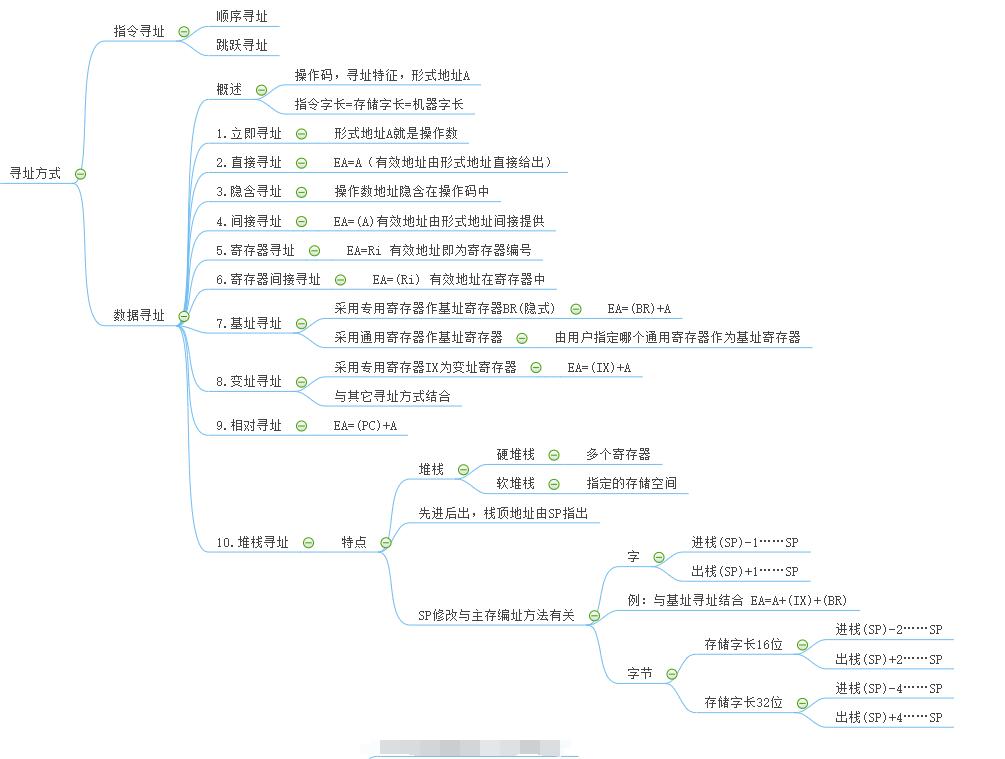 寻址方式
指令寻址
顺序寻址
跳跃寻址
数据寻址
概述
操作码，寻址特征，形式地址A
指令字长=存储字长=机器字长
1.立即寻址
形式地址A就是操作数
2.直接寻址
EA=A（有效地址由形式地址直接给出）
3.隐含寻址
操作数地址隐含在操作码中
4.间接寻址
EA=(A)有效地址由形式地址间接提供
5.寄存器寻址
EA=Ri 有效地址即为寄存器编号
6.寄存器间接寻址
EA=(Ri) 有效地址在寄存器中
7.基址寻址
采用专用寄存器作基址寄存器BR(隐式)
EA=(BR)+A
采用通用寄存器作基址寄存器
由用户指定哪个通用寄存器作为基址寄存器
8.变址寻址
采用专用寄存器IX为变址寄存器
EA=(IX)+A
与其它寻址方式结合
9.相对寻址
EA=(PC)+A
10.堆栈寻址
特点
堆栈
硬堆栈
多个寄存器
软堆栈
指定的存储空间
先进后出，栈顶地址由SP指出
SP修改与主存编址方法有关
字
进栈(SP)-1……SP
出栈(SP)+1……SP
例：与基址寻址结合 EA=A+(IX)+(BR)
字节
存储字长16位
进栈(SP)-2……SP
出栈(SP)+2……SP
存储字长32位
进栈(SP)-4……SP
出栈(SP)+4……SP